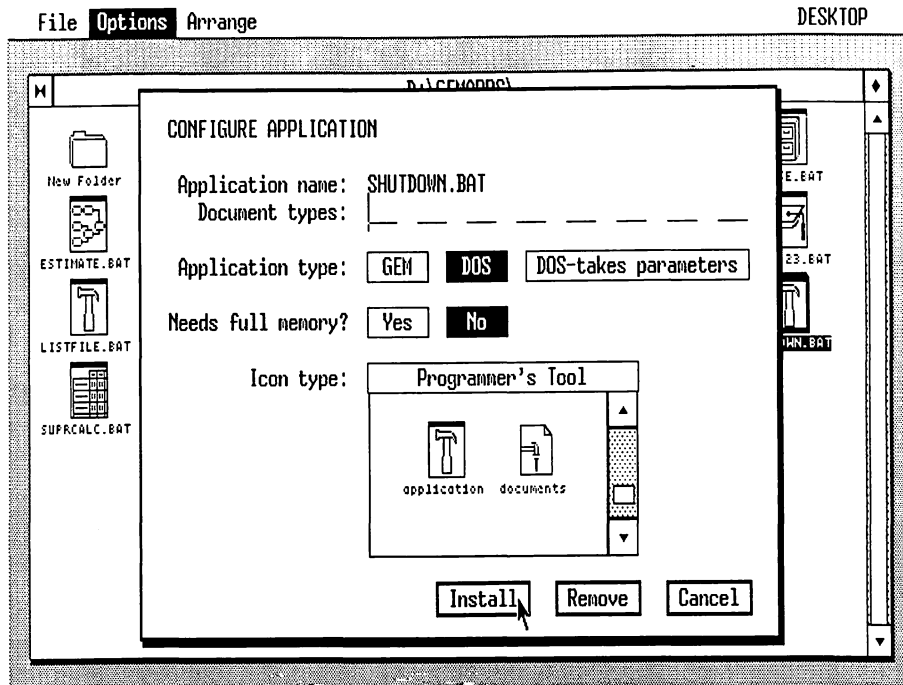 File Options Arrange DESKTOP
CONFIGURE APPLICATION
New Folder
Application name: SHUTDOWN.BAT
Document types:
ESTIMATE.BAT
Application type: GEM DOS DOS-takes parameters
Needs full memory? Yes No
LISTFILE.BAT
Icon type: Programmer's Tool
SUPRCALC.BAT
application documents
E.BAT
23.BAT
OWN.BAT
Install Remove Cancel